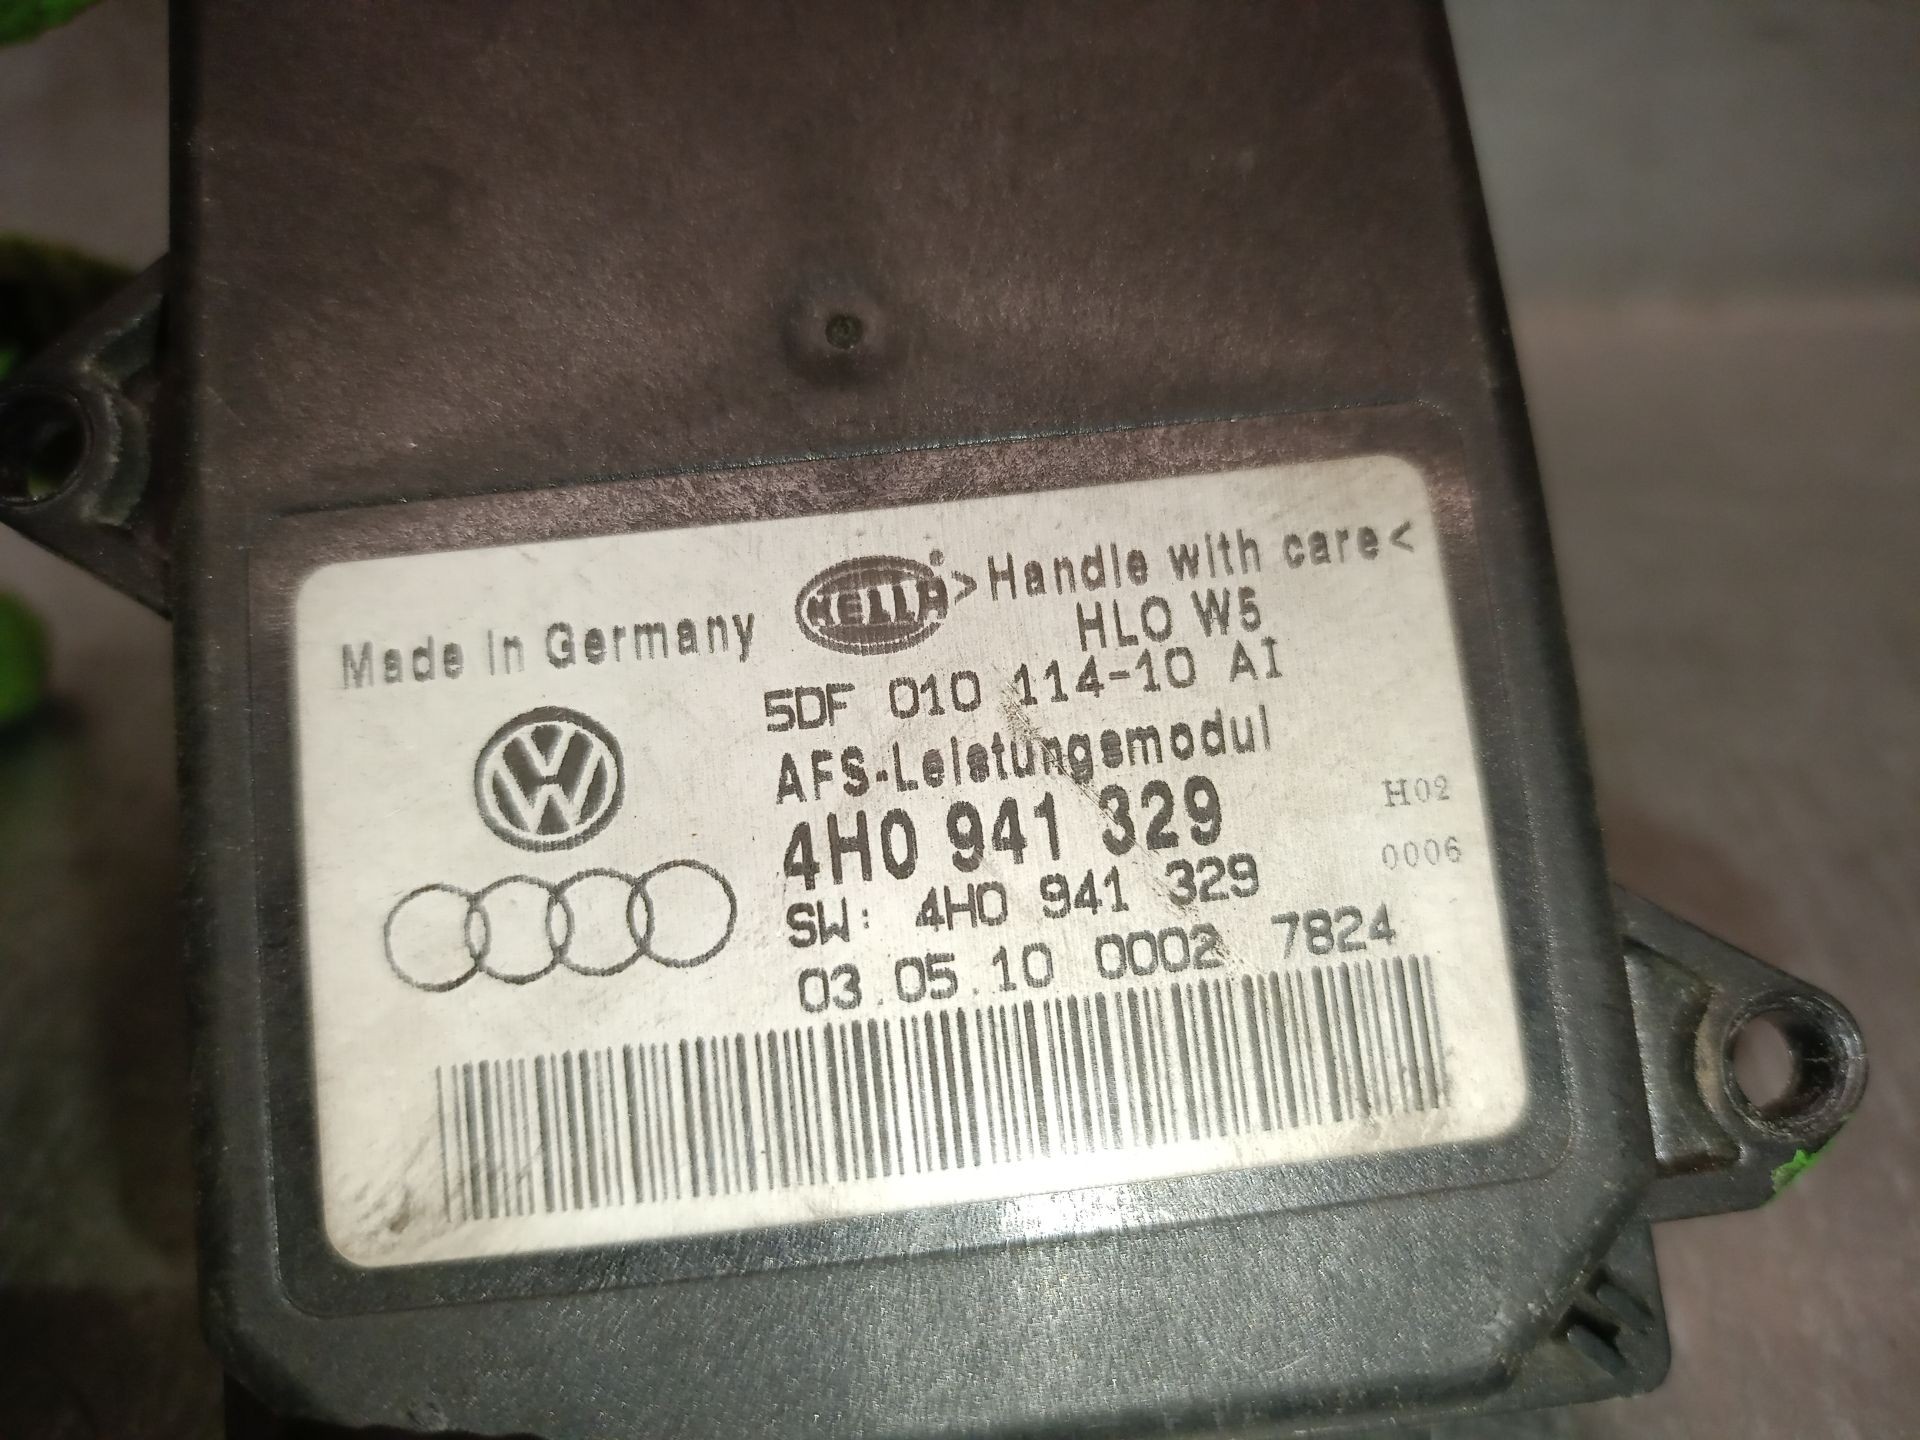 Made in Germany HELLA ® >Handle with care<
HLO W5
5DF 010 114-10 AI
AFS-Leistungsmodul
4H0 941 329 H02
SW: 4H0 941 329 0006
03.05.10 0002 7824